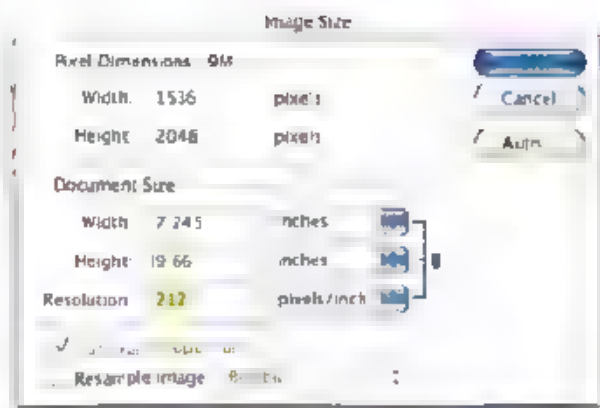 Image Size
Pixel Dimensions 9M
Width: 1536 pixels
Cancel
Height 2048 pixels
Auto
Document Size
Width 7.245 inches
Height: 9.66 inches
Resolution 212 pixels/inch
Resample image